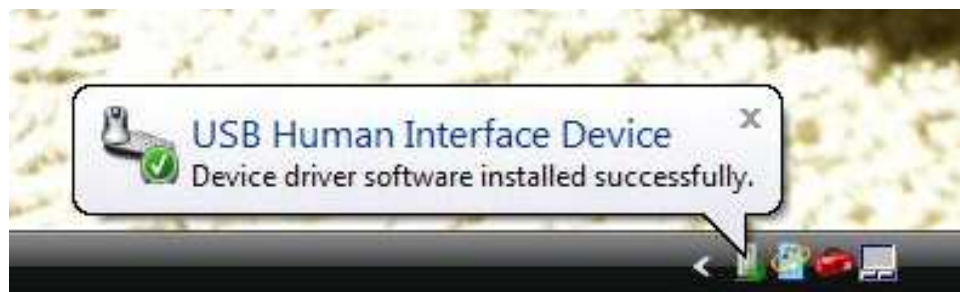 USB Human Interface Device
Device driver software installed successfully.